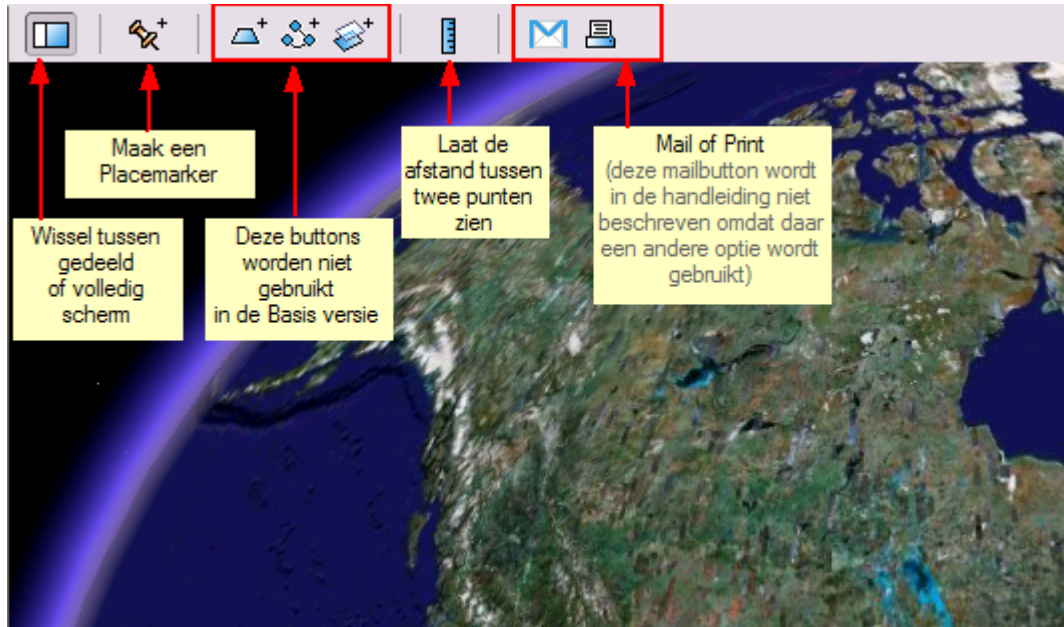 Maak een
Placemarker
Laat de
afstand tussen
twee punten
zien
Mail of Print
(deze mailbutton wordt
in de handleiding niet
beschreven omdat daar
een andere optie wordt
gebruikt)
Wissel tussen
gedeeld
of volledig
scherm
Deze buttons
worden niet
gebruikt
in de Basis versie